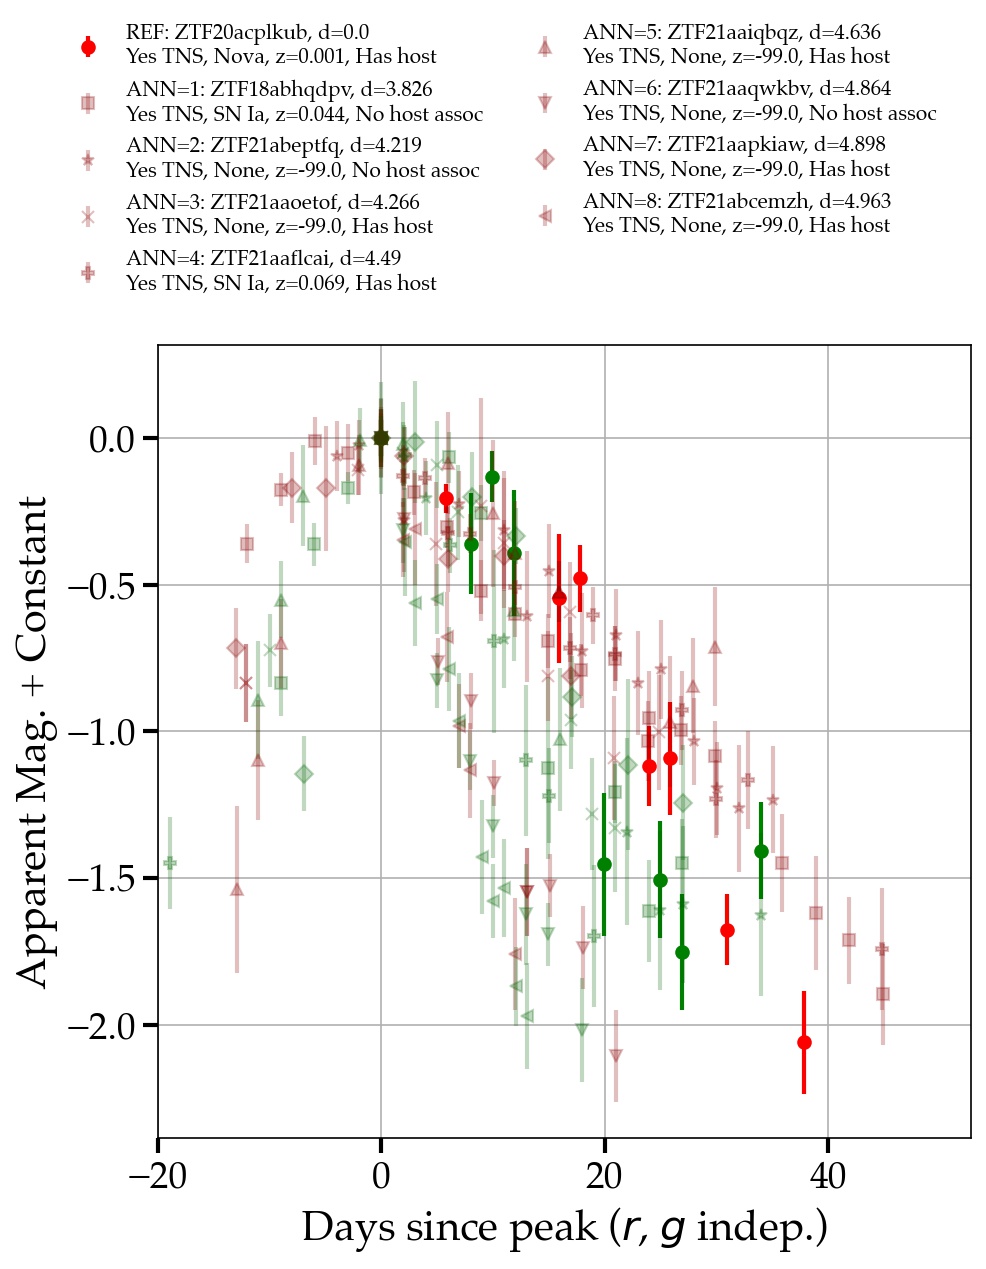 REF: ZTF20acplkub, d=0.0
Yes TNS, Nova, z=0.001, Has host
ANN=1: ZTF18abhqdpv, d=3.826
Yes TNS, SN Ia, z=0.044, No host assoc
ANN=2: ZTF21abeptfq, d=4.219
Yes TNS, None, z=-99.0, No host assoc
ANN=3: ZTF21aaoetof, d=4.266
Yes TNS, None, z=-99.0, Has host
ANN=4: ZTF21aaflcai, d=4.49
Yes TNS, SN Ia, z=0.069, Has host
ANN=5: ZTF21aaiqbqz, d=4.636
Yes TNS, None, z=-99.0, Has host
ANN=6: ZTF21aaqwkbv, d=4.864
Yes TNS, None, z=-99.0, No host assoc
ANN=7: ZTF21aapkiaw, d=4.898
Yes TNS, None, z=-99.0, Has host
ANN=8: ZTF21abcemzh, d=4.963
Yes TNS, None, z=-99.0, Has host
Apparent Mag. + Constant
0.0
−0.5
−1.0
−1.5
−2.0
−20
0
20
40
Days since peak (r, g indep.)